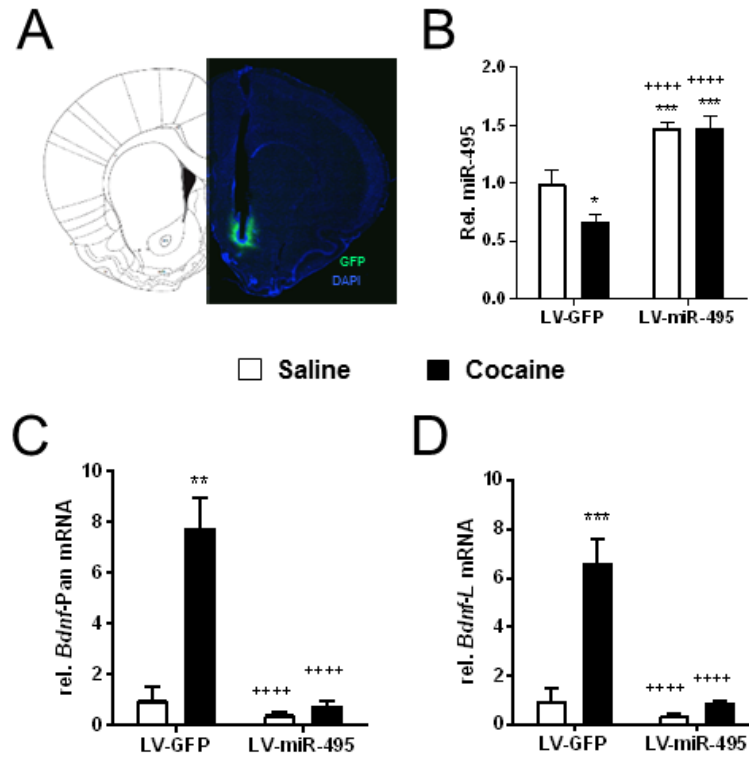 A
B
GFP
DAPI
Rel. miR-495
2.0
1.5
1.0
0.5
0.0
*
++++
***
++++
***
LV-GFP
LV-miR-495
Saline
Cocaine
C
D
rel. Bdnf-Pan mRNA
10
8
6
4
2
0
**
++++
++++
LV-GFP
LV-miR-495
rel. Bdnf-L mRNA
10
8
6
4
2
0
***
++++
++++
LV-GFP
LV-miR-495